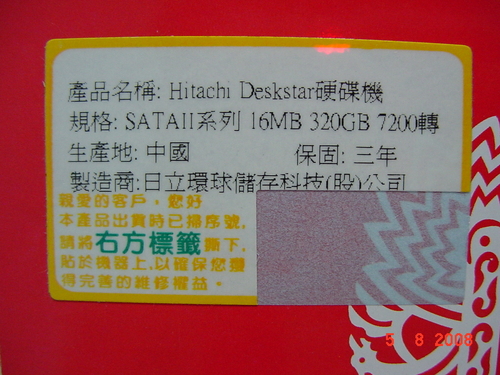 產品名稱: Hitachi Deskstar硬碟機
規格: SATAII系列 16MB 320GB 7200轉
生產地: 中國 保固: 三年
製造商:日立環球儲存科技(股)公司
親愛的客戶，您好
本產品出貨時已掃序號,
請將右方標籤撕下,
貼於機器上,以確保您獲
得完善的維修權益。
5 8 2008